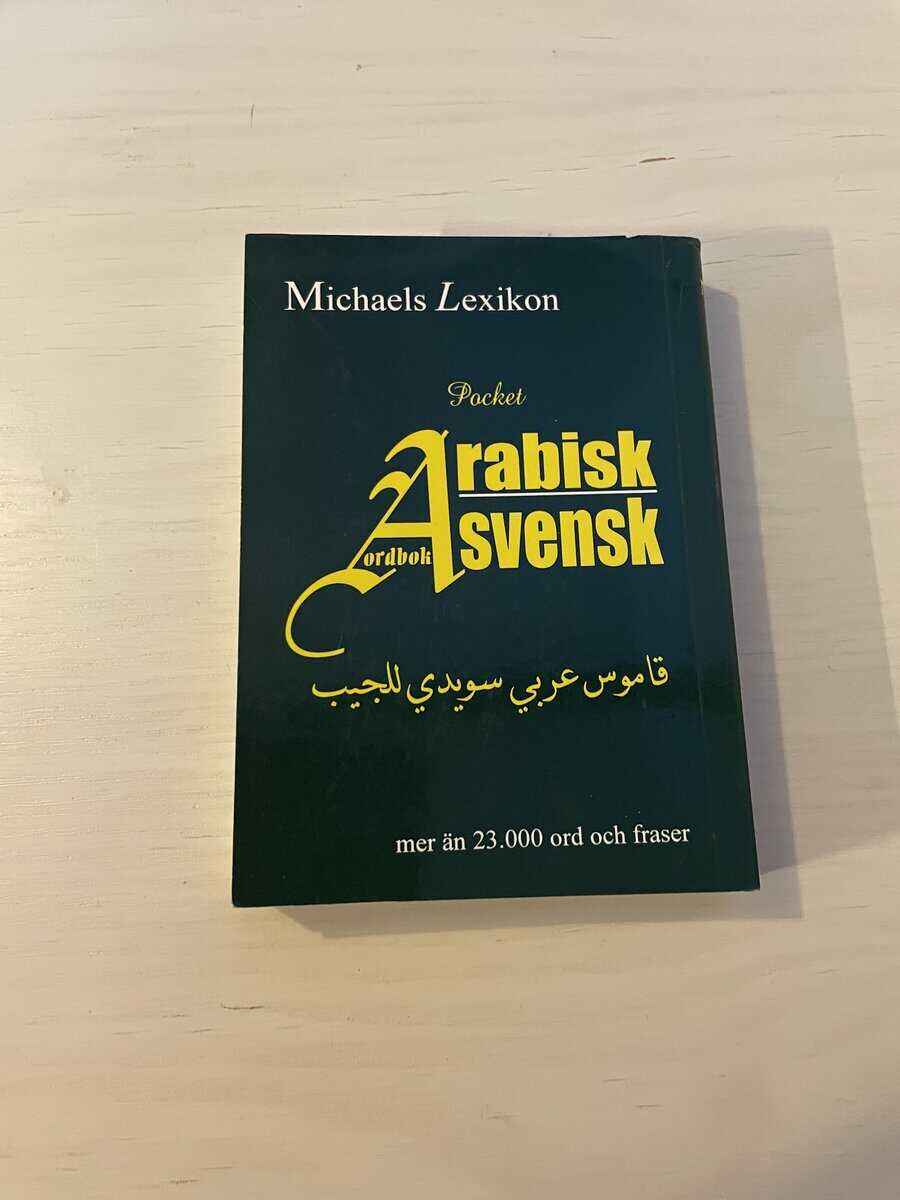 Michaels Lexikon
Pocket
Arabisk
svensk
ordbok
قاموس عربي سويدي للجيب
mer än 23.000 ord och fraser